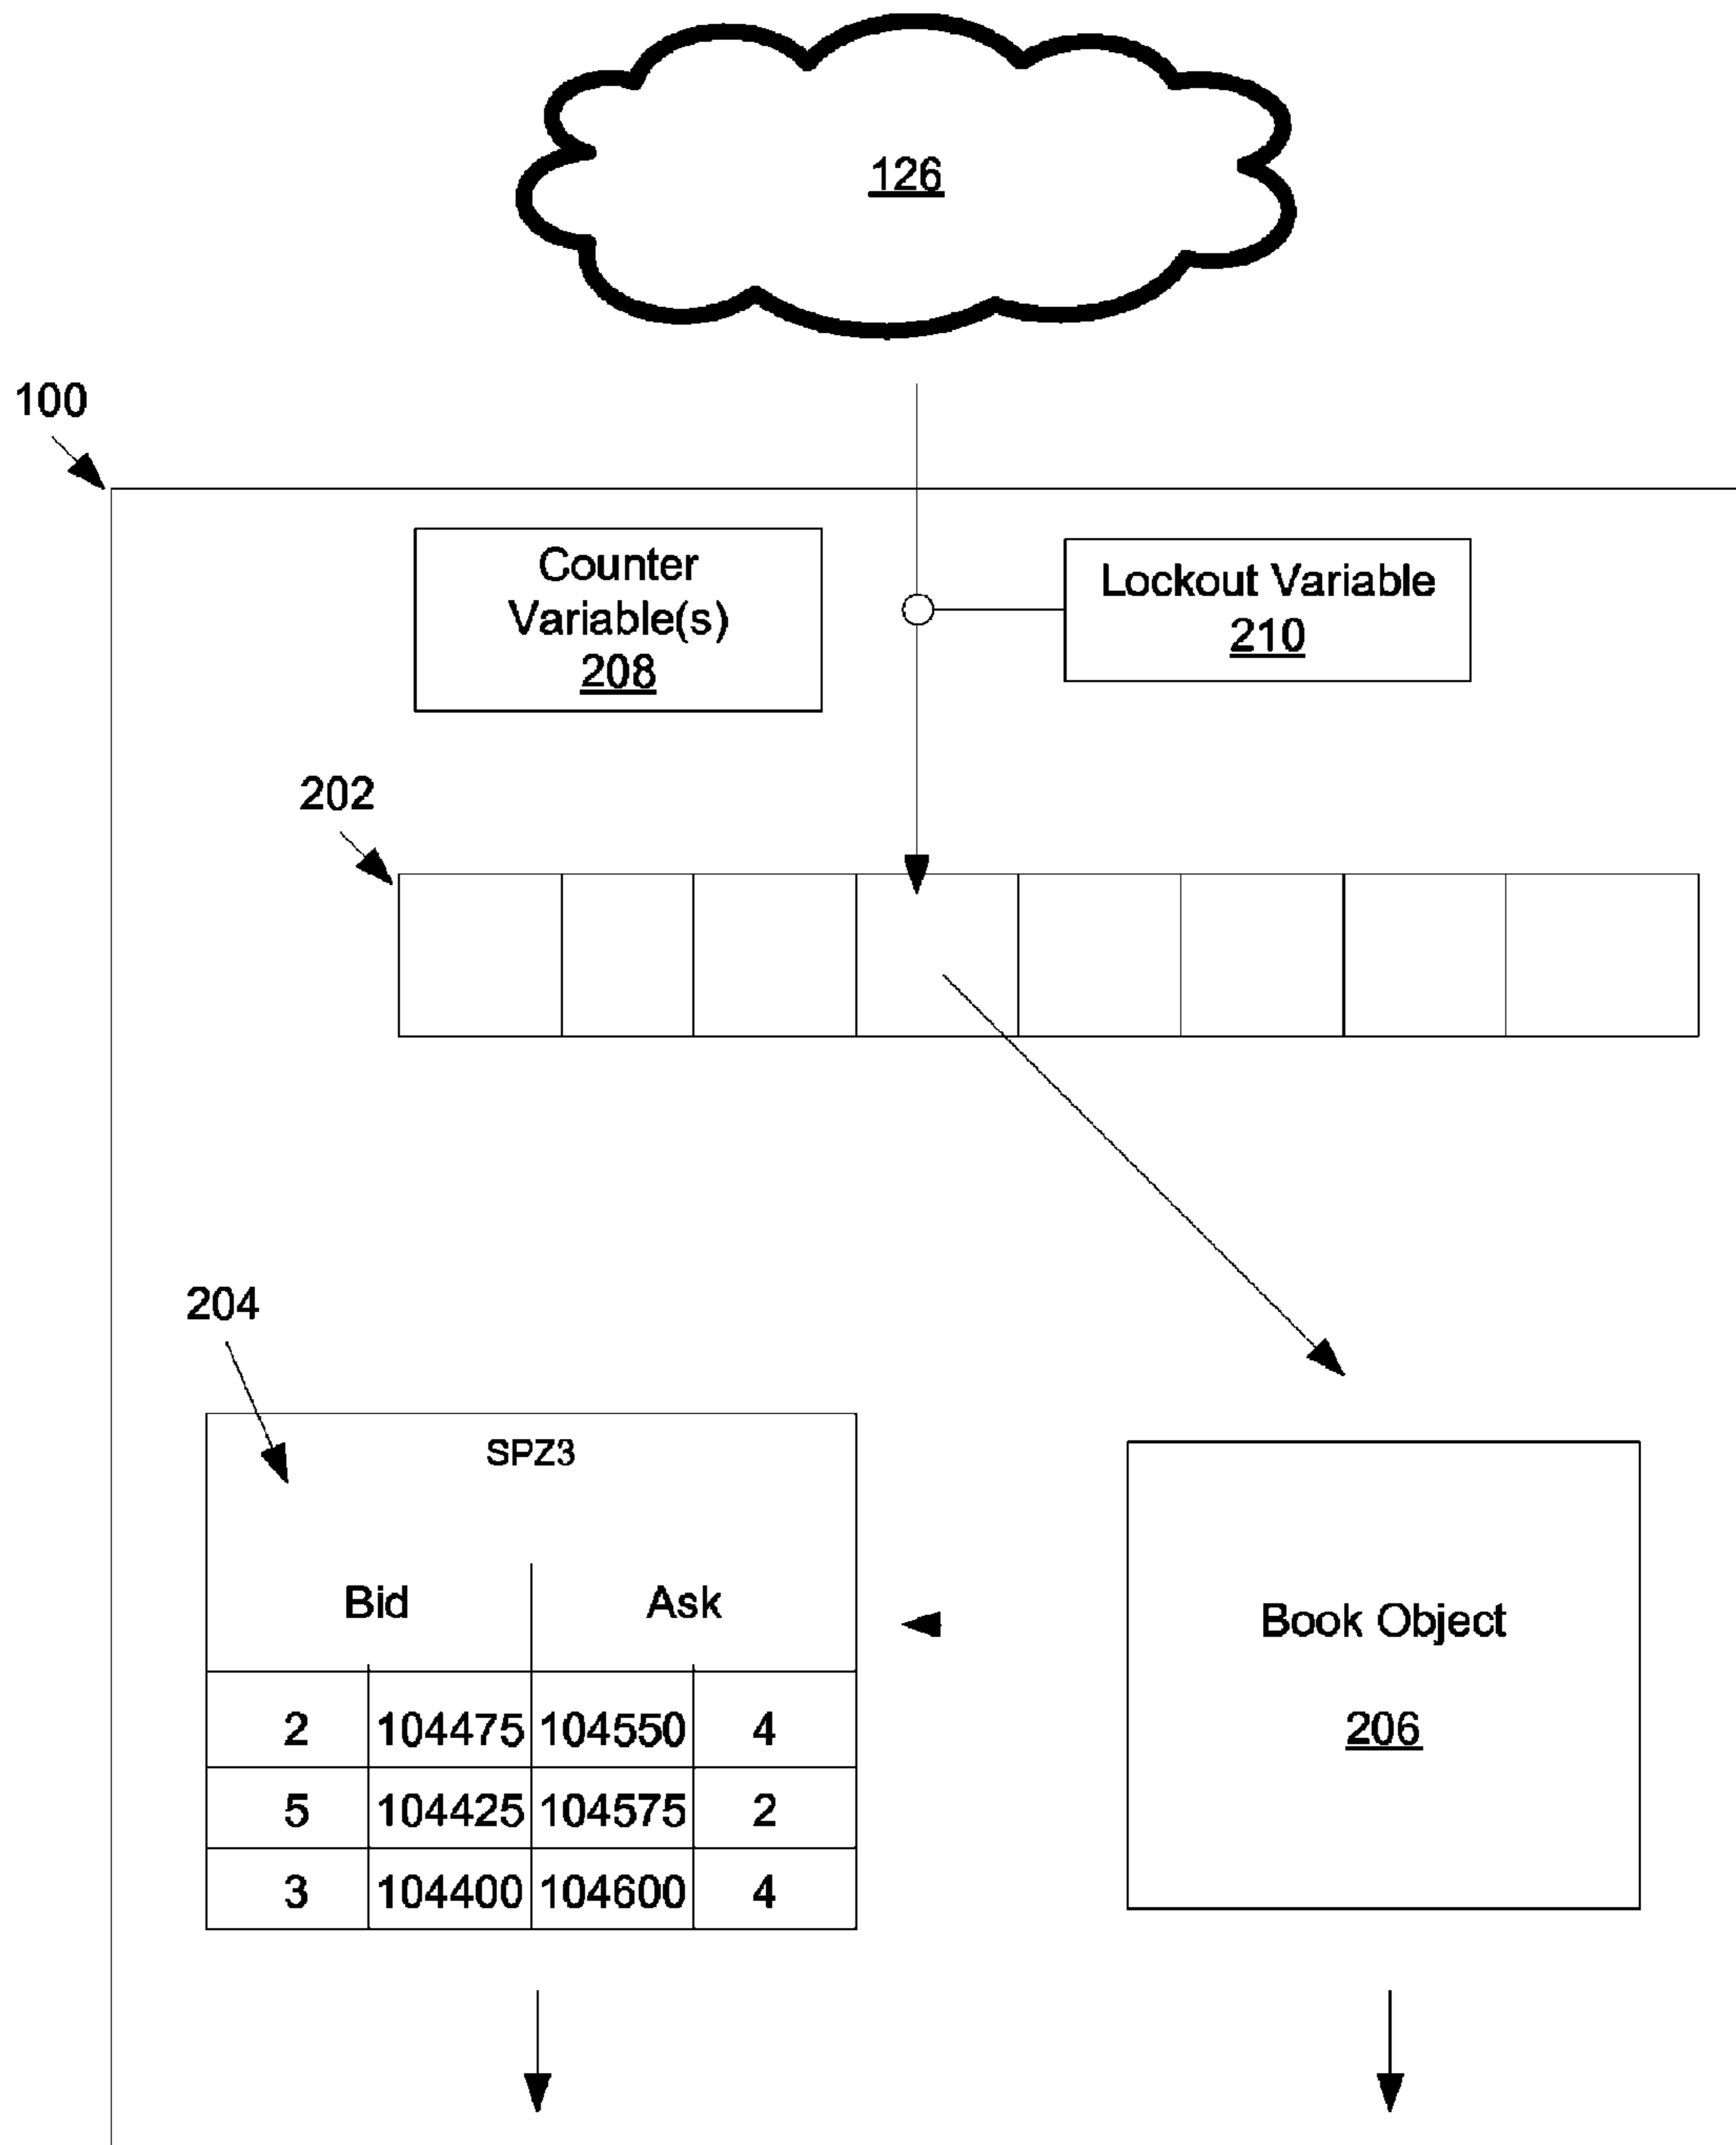 126
100
Counter
Variable(s)
208
Lockout Variable
210
202
204
SPZ3
Bid Ask
2 104475 104550 4
5 104425 104575 2
3 104400 104600 4
Book Object
206